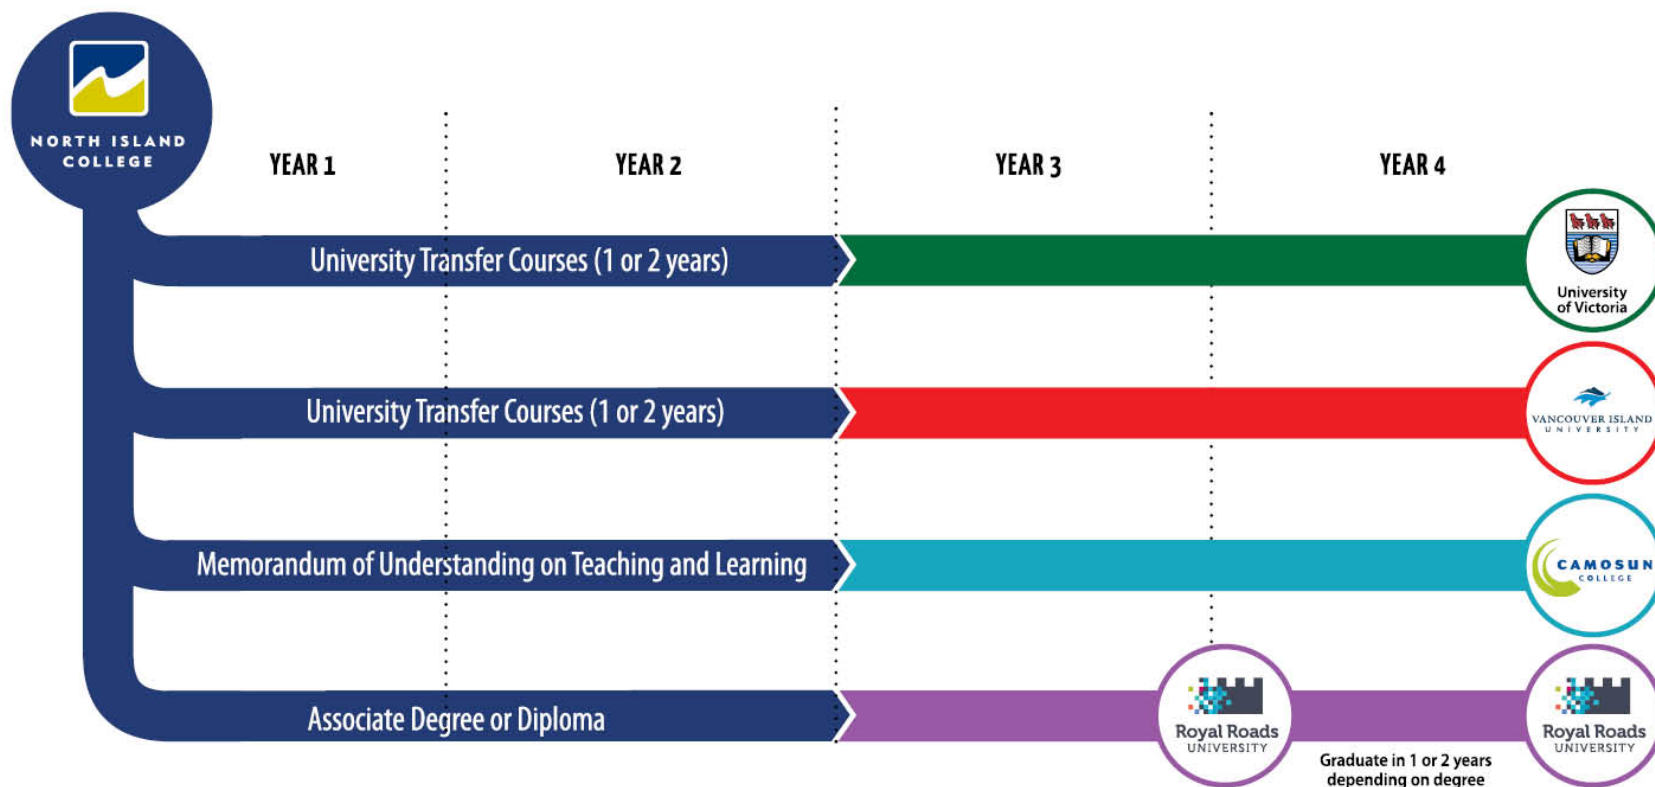 NORTH ISLAND
COLLEGE
YEAR 1
YEAR 2
YEAR 3
YEAR 4
University Transfer Courses (1 or 2 years)
University
of Victoria
University Transfer Courses (1 or 2 years)
VANCOUVER ISLAND
UNIVERSITY
Memorandum of Understanding on Teaching and Learning
CAMOSUN
COLLEGE
Associate Degree or Diploma
Royal Roads
UNIVERSITY
Graduate in 1 or 2 years
depending on degree
Royal Roads
UNIVERSITY